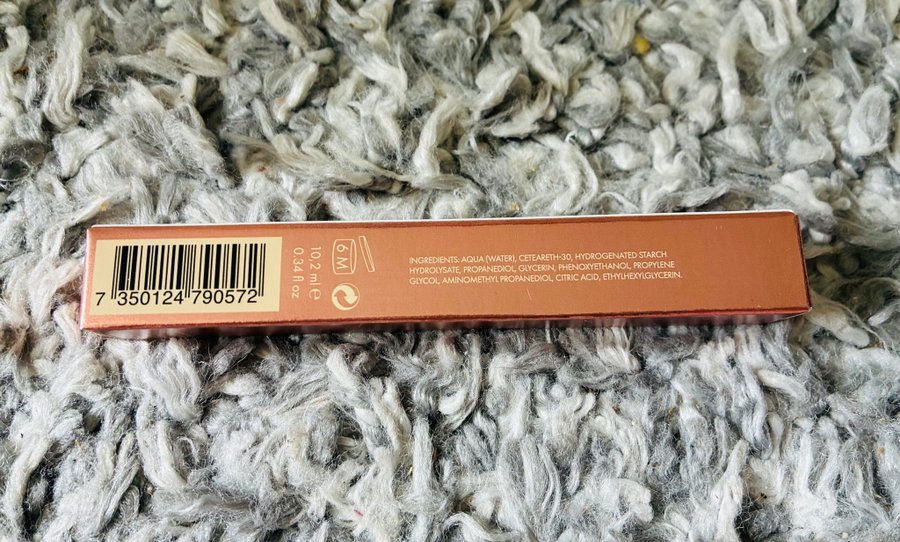 7 350124 790572
10,2 ml ℮
0.34 fl oz
6 M
INGREDIENTS: AQUA (WATER), CETEARETH-30, HYDROGENATED STARCH
HYDROLYSATE, PROPANEDIOL, GLYCERIN, PHENOXYETHANOL, PROPYLENE
GLYCOL, AMINOMETHYL PROPANEDIOL, CITRIC ACID, ETHYLHEXYLGLYCERIN.